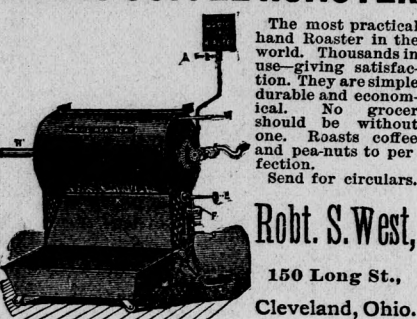 The most practical
hand Roaster in the
world. Thousands in
use—giving satisfac-
tion. They are simple
durable and econom-
ical. No grocer
should be without
one. Roasts coffee
and pea-nuts to per
fection.
Send for circulars.
Robt. S. West,
150 Long St.,
Cleveland, Ohio.
A
W